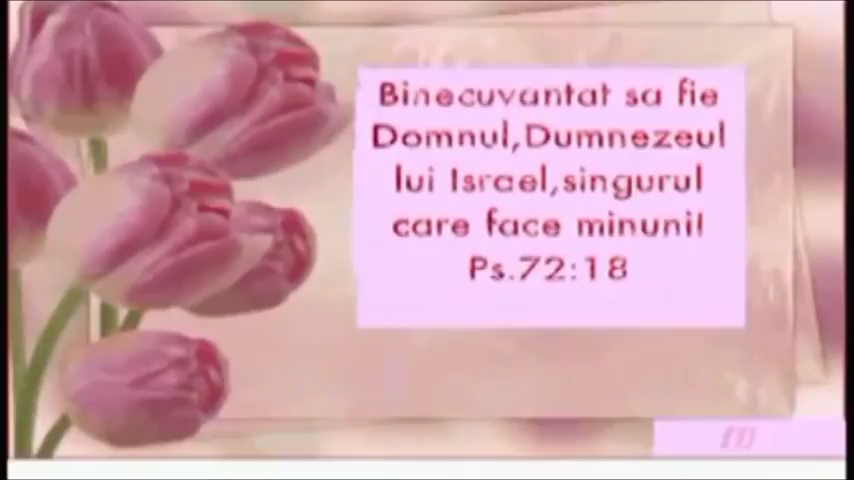 Binecuvantat sa fie
Domnul,Dumnezeul
lui Israel,singurul
care face minuni!
Ps.72:18